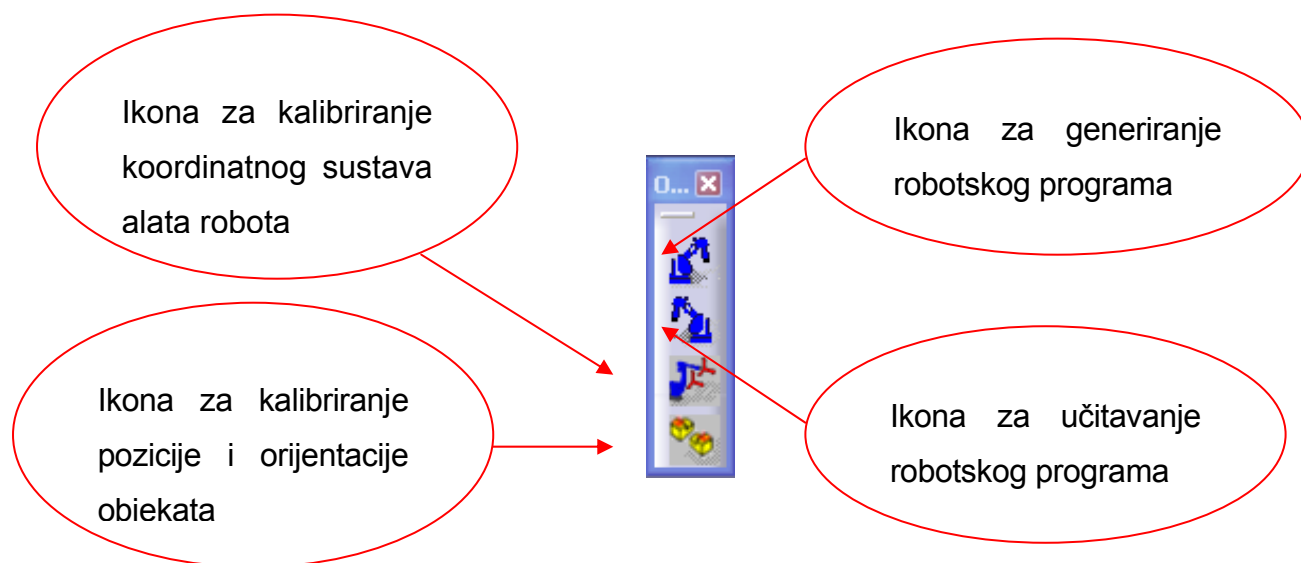 Ikona za kalibriranje
koordinatnog sustava
alata robota
Ikona za kalibriranje
pozicije i orijentacije
obiekata
O...
Ikona za generiranje
robotskog programa
Ikona za učitavanje
robotskog programa